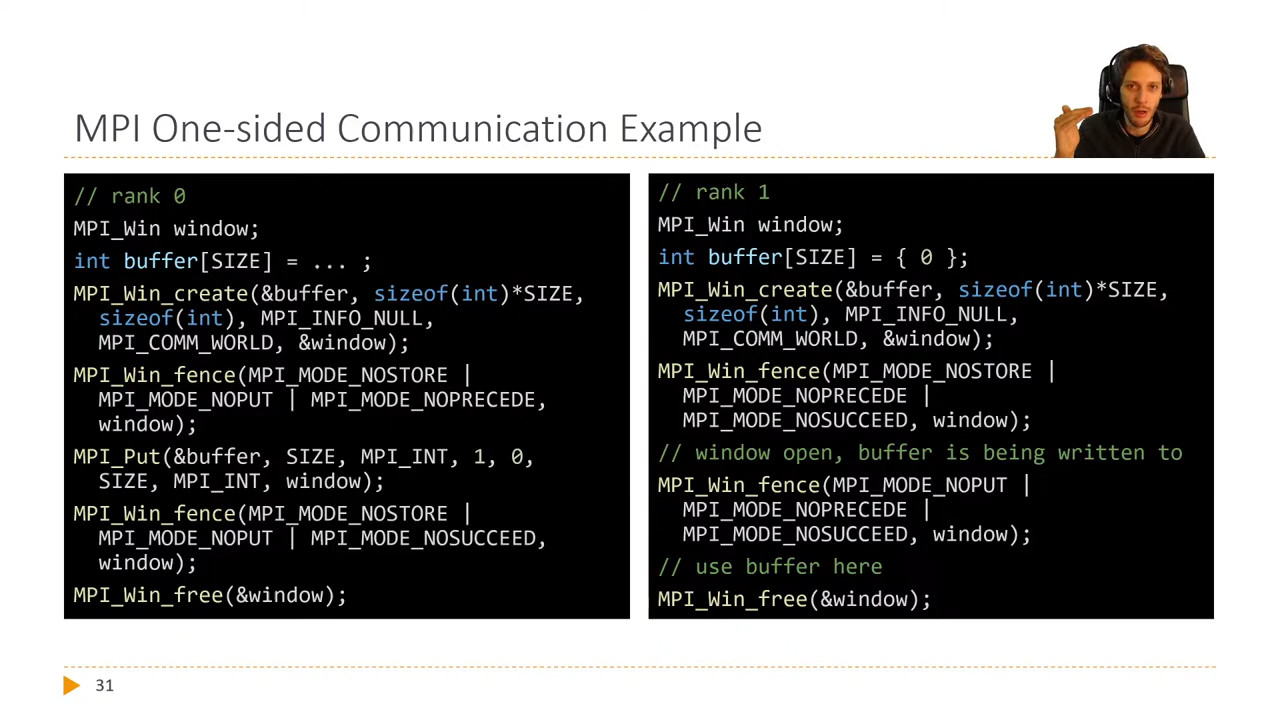 MPI One-sided Communication Example
// rank 0
MPI_Win window;
int buffer[SIZE] = ... ;
MPI_Win_create(&buffer, sizeof(int)*SIZE,
sizeof(int), MPI_INFO_NULL,
MPI_COMM_WORLD, &window);
MPI_Win_fence(MPI_MODE_NOSTORE |
MPI_MODE_NOPUT | MPI_MODE_NOPRECEDE,
window);
MPI_Put(&buffer, SIZE, MPI_INT, 1, 0,
SIZE, MPI_INT, window);
MPI_Win_fence(MPI_MODE_NOSTORE |
MPI_MODE_NOPUT | MPI_MODE_NOSUCCEED,
window);
MPI_Win_free(&window);
// rank 1
MPI_Win window;
int buffer[SIZE] = { 0 };
MPI_Win_create(&buffer, sizeof(int)*SIZE,
sizeof(int), MPI_INFO_NULL,
MPI_COMM_WORLD, &window);
MPI_Win_fence(MPI_MODE_NOSTORE |
MPI_MODE_NOPRECEDE |
MPI_MODE_NOSUCCEED, window);
// window open, buffer is being written to
MPI_Win_fence(MPI_MODE_NOPUT |
MPI_MODE_NOPRECEDE |
MPI_MODE_NOSUCCEED, window);
// use buffer here
MPI_Win_free(&window);
31